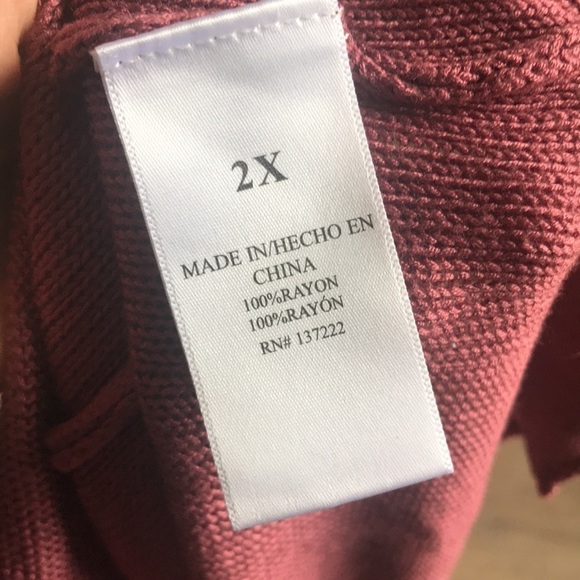 2X
MADE IN/HECHO EN
CHINA
100%RAYON
100%RAYÓN
RN# 137222